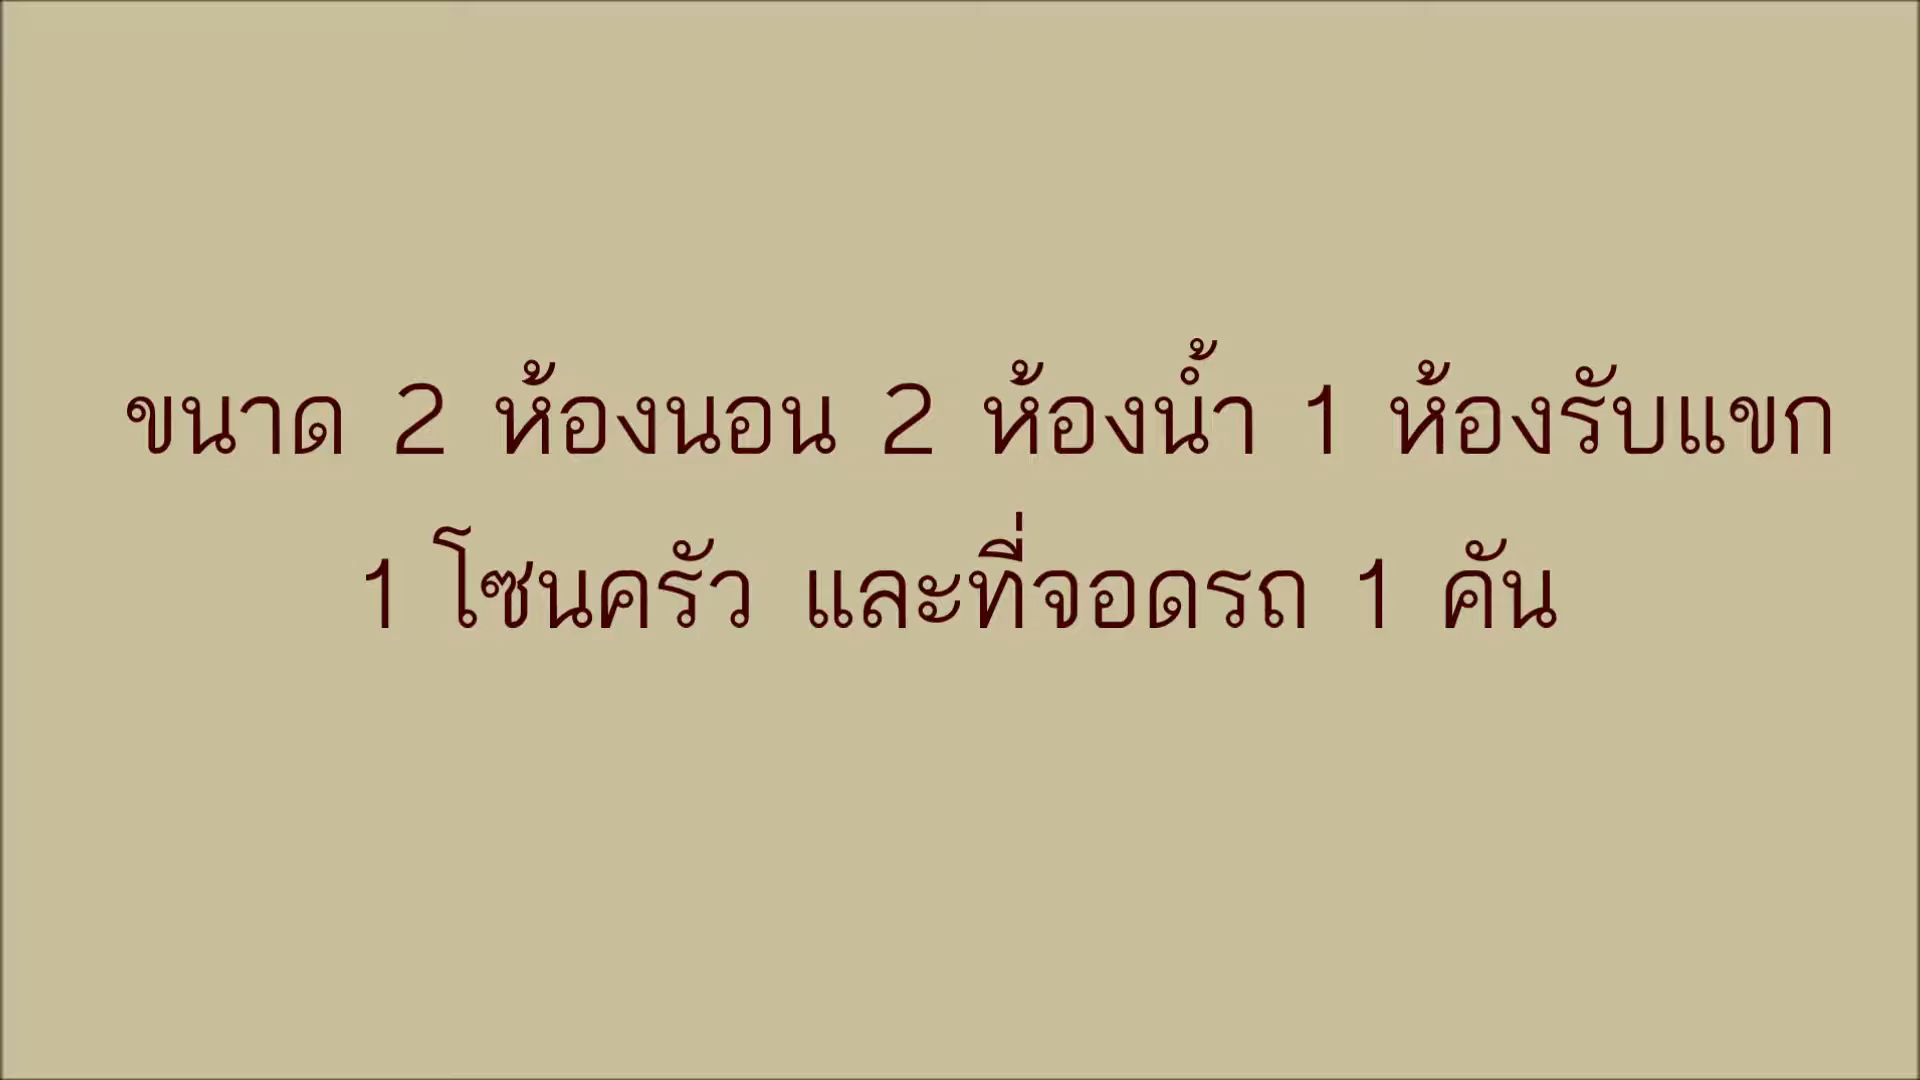 ขนาด 2 ห้องนอน 2 ห้องน้ำ 1 ห้องรับแขก
1 โซนครัว และที่จอดรถ 1 คัน